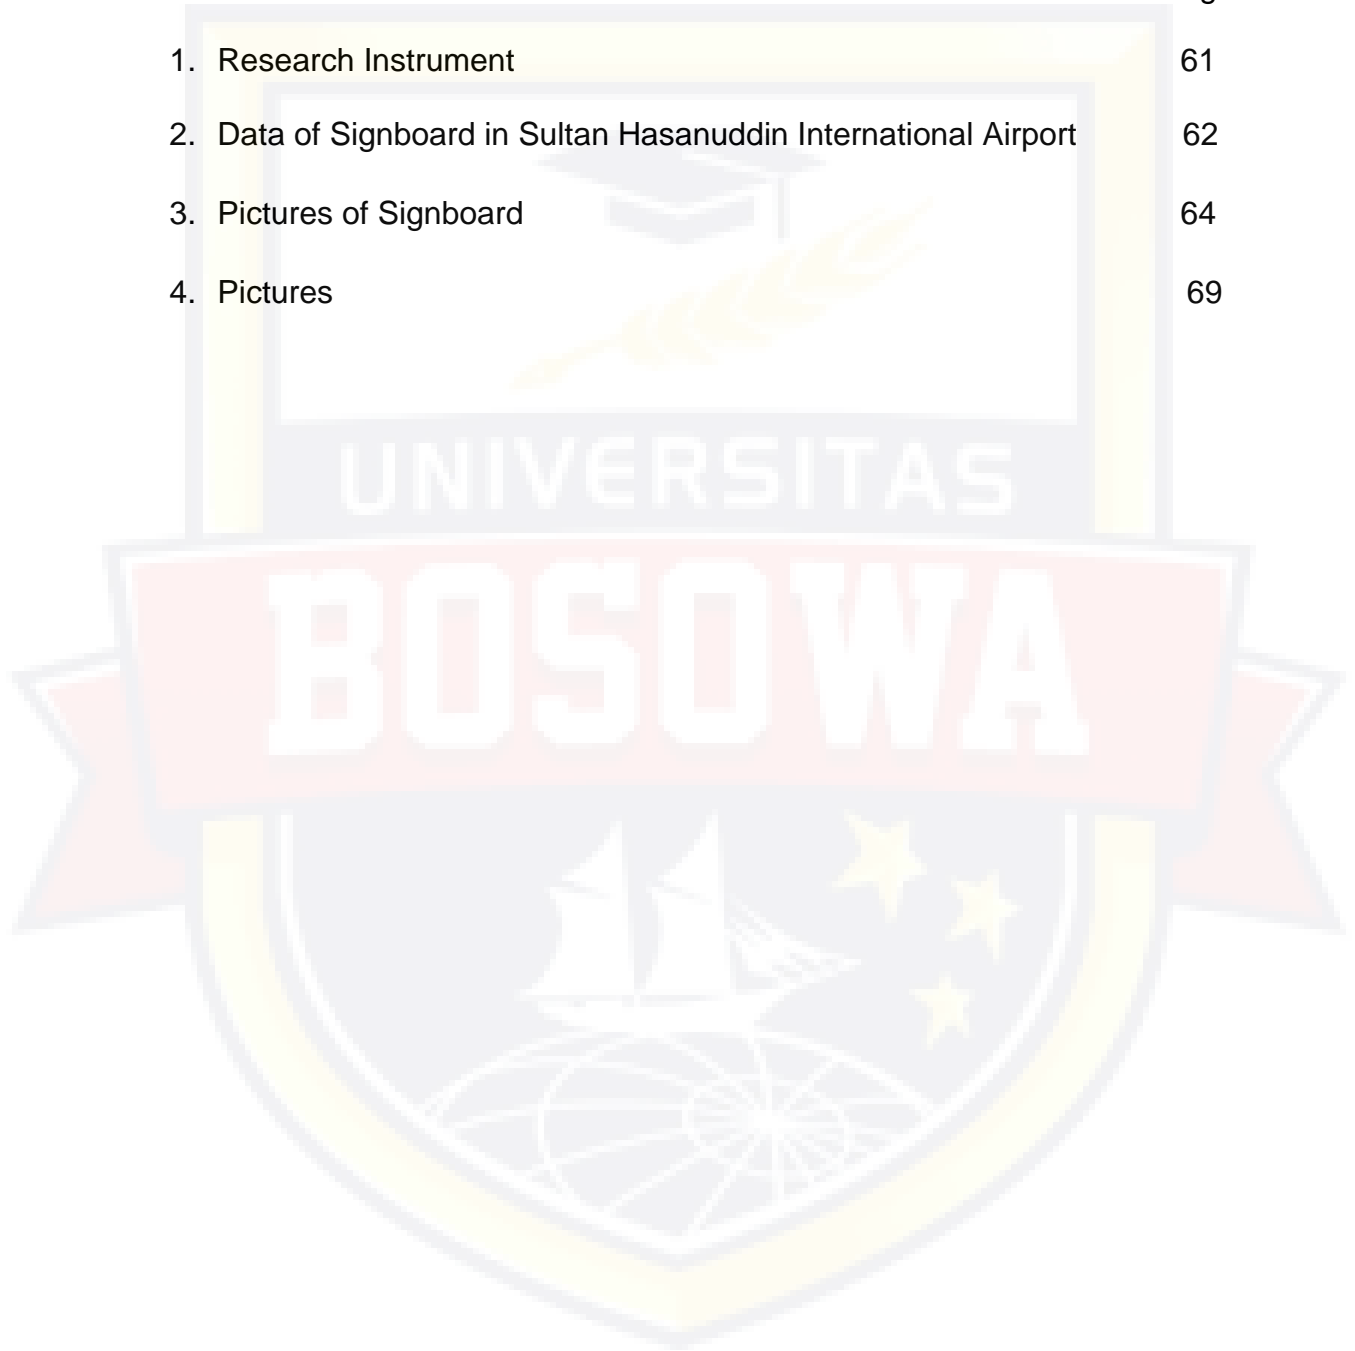 1. Research Instrument 61
2. Data of Signboard in Sultan Hasanuddin International Airport 62
3. Pictures of Signboard 64
4. Pictures 69
UNIVERSITAS
BOSOWA